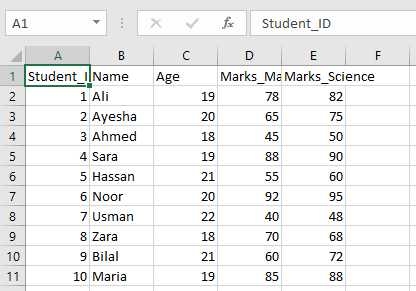 A1 fx Student_ID
A B C D E F
1 Student_I Name Age Marks_Ma Marks_Science
2 1 Ali 19 78 82
3 2 Ayesha 20 65 75
4 3 Ahmed 18 45 50
5 4 Sara 19 88 90
6 5 Hassan 21 55 60
7 6 Noor 20 92 95
8 7 Usman 22 40 48
9 8 Zara 18 70 68
10 9 Bilal 21 60 72
11 10 Maria 19 85 88